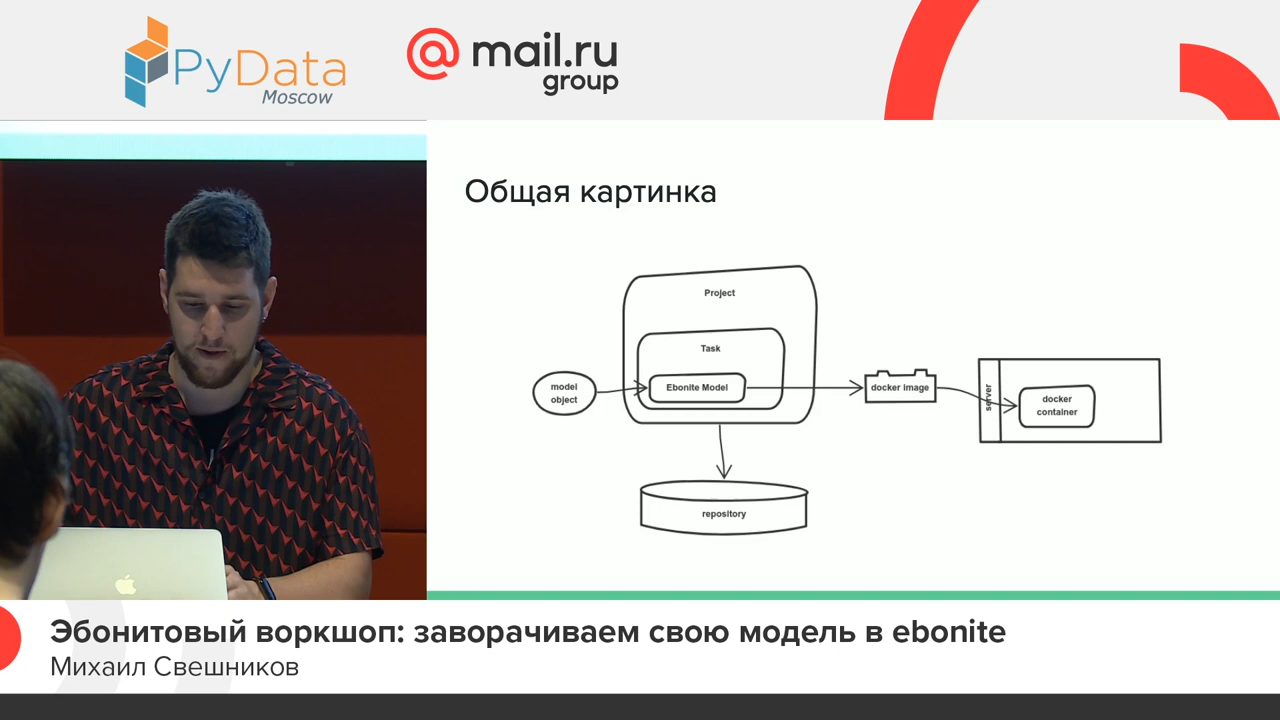 PyData
Moscow
@mail.ru
group
Общая картинка
Project
Task
model
object
Ebonite Model
docker image
server
docker
container
repository
Эбонитовый воркшоп: заворачиваем свою модель в ebonite
Михаил Свешников